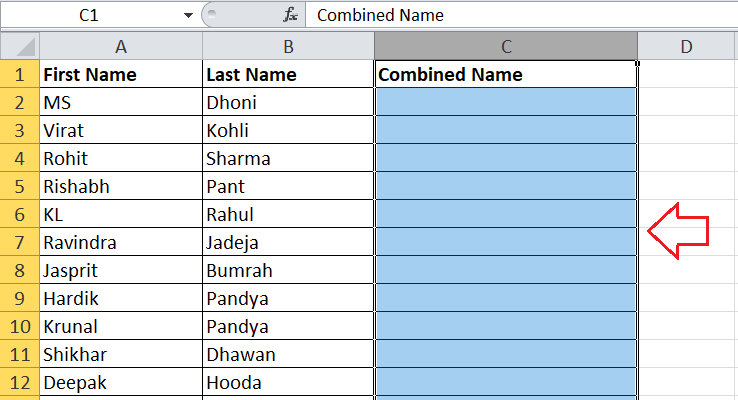 C1 fx Combined Name
A B C D
1 First Name Last Name Combined Name
2 MS Dhoni
3 Virat Kohli
4 Rohit Sharma
5 Rishabh Pant
6 KL Rahul
7 Ravindra Jadeja
8 Jasprit Bumrah
9 Hardik Pandya
10 Krunal Pandya
11 Shikhar Dhawan
12 Deepak Hooda